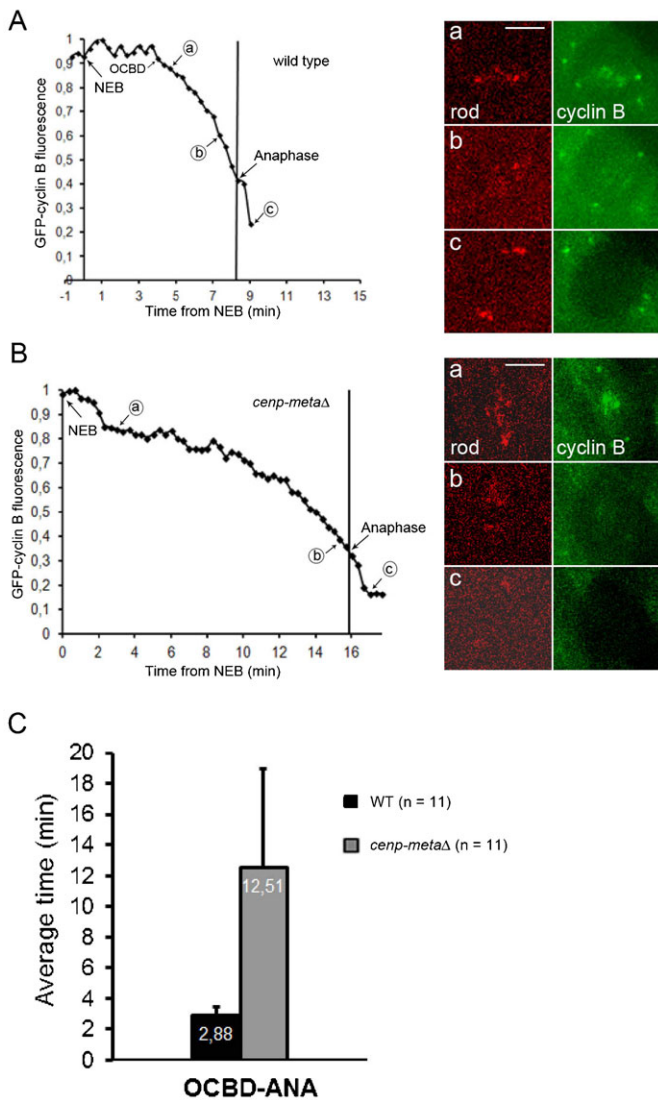 A
GFP-cyclin B fluorescence
1
0,9
0,8
0,7
0,6
0,5
0,4
0,3
0,2
0,1
0
NEB
OCBD
a
b
c
wild type
Anaphase
-1 1 3 5 7 9 11 13 15
Time from NEB (min)
a
rod
cyclin B
b
c
B
GFP-cyclin B fluorescence
1
0,9
0,8
0,7
0,6
0,5
0,4
0,3
0,2
0,1
0
NEB
a
b
c
cenp-metaΔ
Anaphase
0 2 4 6 8 10 12 14 16
Time from NEB (min)
a
rod
cyclin B
b
c
C
Average time (min)
20
18
16
14
12
10
8
6
4
2
0
2,88
12,51
OCBD-ANA
WT (n = 11)
cenp-metaΔ (n = 11)